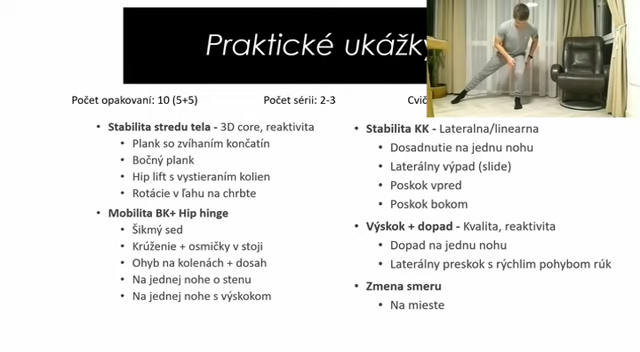 Praktické ukážky
Počet opakovaní: 10 (5+5)
Počet sérii: 2-3
Stabilita stredu tela - 3D core, reaktivita
Plank so zvíhaním končatín
Bočný plank
Hip lift s vystieraním kolien
Rotácie v ľahu na chrbte
Mobilita BK+ Hip hinge
Šikmý sed
Krúženie + osmičky v stoji
Ohyb na kolenách + dosah
Na jednej nohe o stenu
Na jednej nohe s výskokom
Stabilita KK - Lateralna/linearna
Dosadnutie na jednu nohu
Laterálny výpad (slide)
Poskok vpred
Poskok bokom
Výskok + dopad - Kvalita, reaktivita
Dopad na jednu nohu
Laterálny preskok s rýchlim pohybom rúk
Zmena smeru
Na mieste